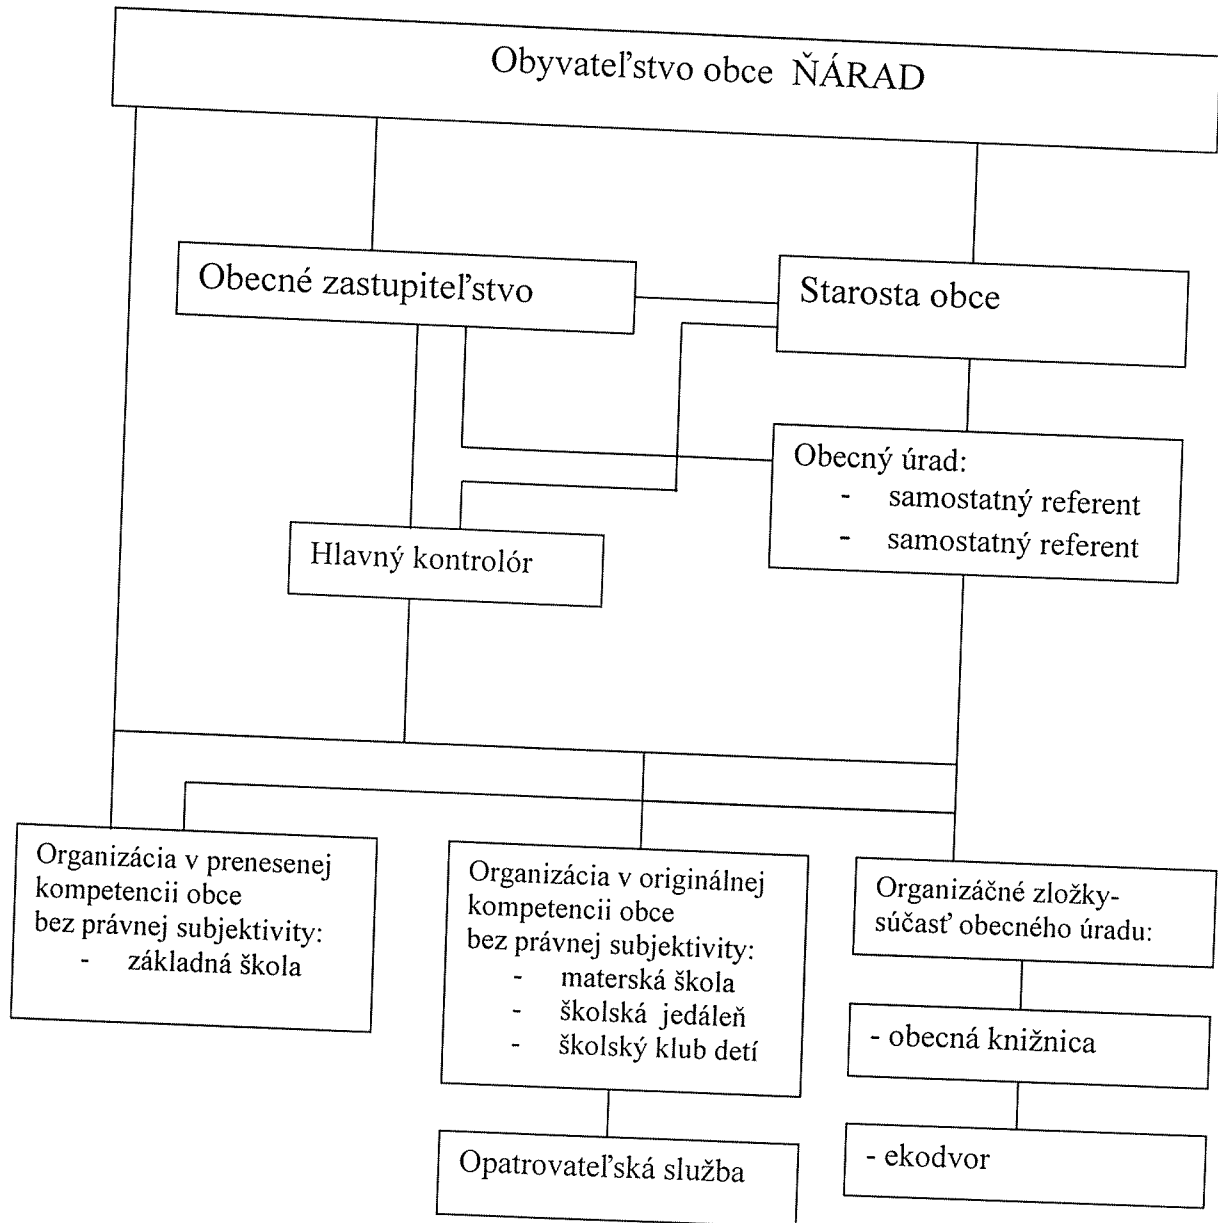 Obyvateľstvo obce ŇÁRAD
Obecné zastupiteľstvo
Starosta obce
Obecný úrad:
- samostatný referent
- samostatný referent
Hlavný kontrolór
Organizácia v prenesenej
kompetencii obce
bez právnej subjektivity:
- základná škola
Organizácia v originálnej
kompetencii obce
bez právnej subjektivity:
- materská škola
- školská jedáleň
- školský klub detí
Opatrovateľská služba
Organizáčné zložky-
súčasť obecného úradu:
- obecná knižnica
- ekodvor